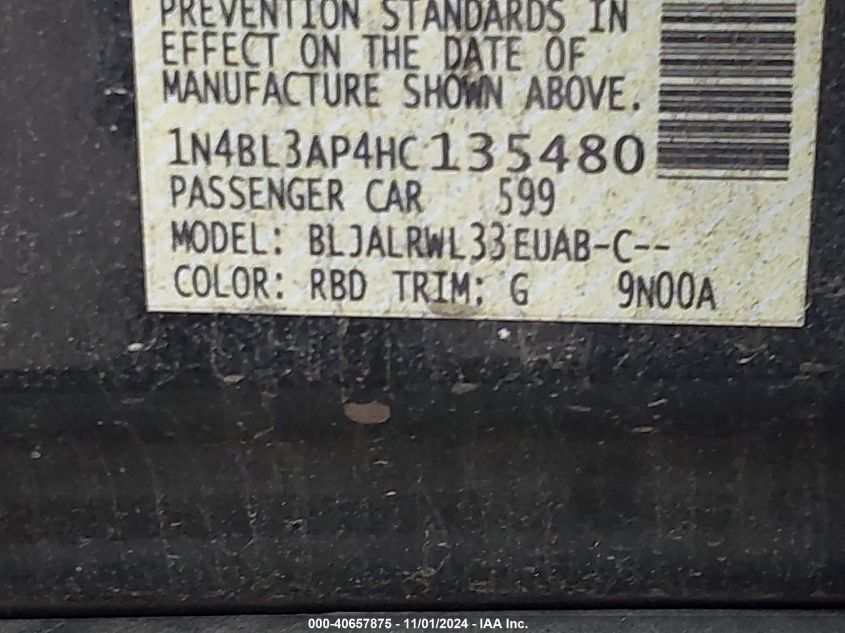 PREVENTION STANDARDS IN
EFFECT ON THE DATE OF
MANUFACTURE SHOWN ABOVE.
1N4BL3AP4HC135480
PASSENGER CAR 599
MODEL: BLJALRWL33EUAB-C--
COLOR: RBD TRIM: G 9N00A
000-40657875 - 11/01/2024 - IAA Inc.